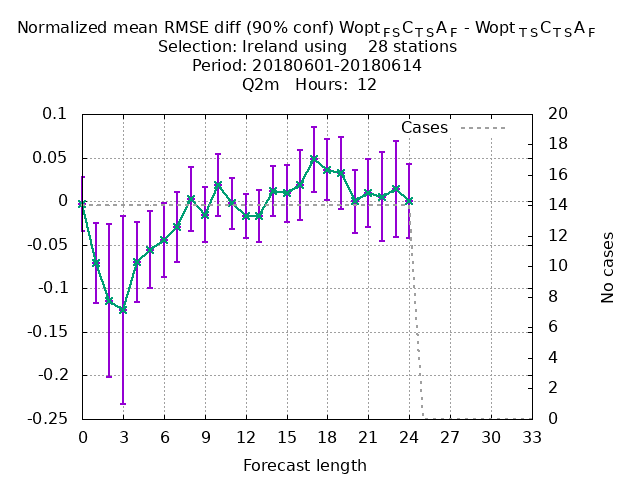 Normalized mean RMSE diff (90% conf) Wopt FS C TS A F - Wopt TS C TS A F
Selection: Ireland using 28 stations
Period: 20180601-20180614
Q2m Hours: 12
0.1 20
Cases
18
0.05 16
0 14
-0.05 12
10
-0.1 8
-0.15 6
4
-0.2 2
-0.25 0
No cases
0 3 6 9 12 15 18 21 24 27 30 33
Forecast length